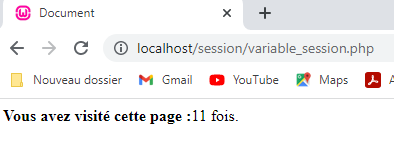 Document
localhost/session/variable_session.php
Nouveau dossier Gmail YouTube Maps A
Vous avez visité cette page :11 fois.